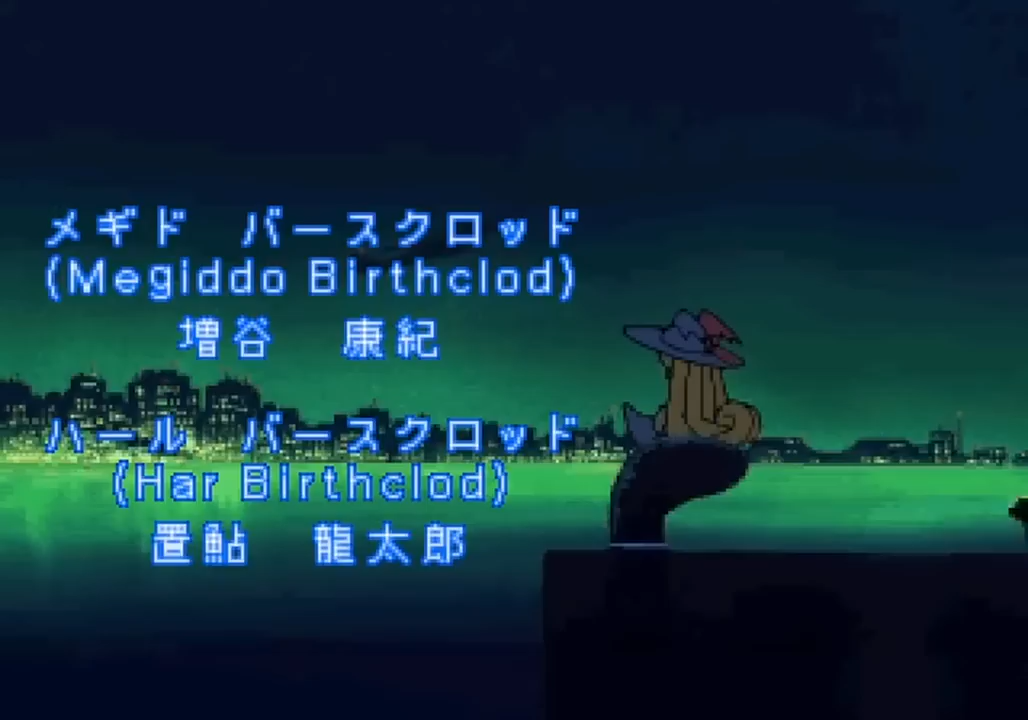 メギド　バースクロッド
(Megiddo Birthclod)
増谷　康紀
ハール　バースクロッド
(Har Birthclod)
置鮎　龍太郎